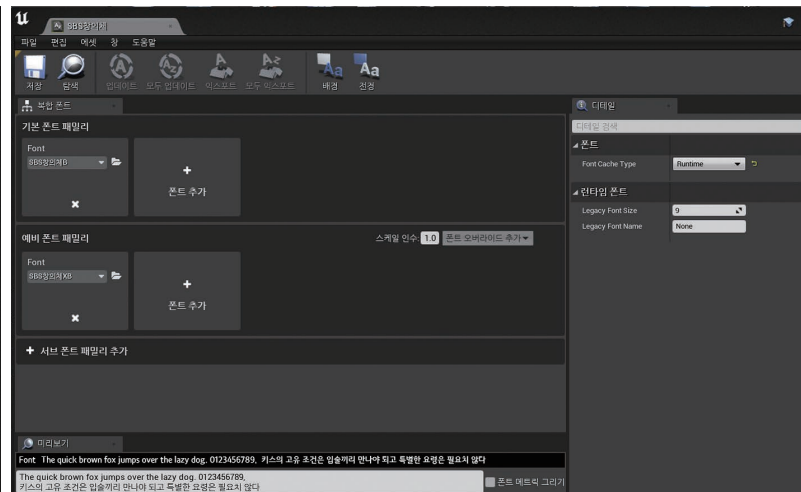 SBS창의체
파일 편집 에셋 창 도움말
저장 탐색 업데이트 모두 업데이트 익스포트 모두 익스포트 배경 전경
복합 폰트
기본 폰트 패밀리
Font
SBS창의체B
폰트 추가
예비 폰트 패밀리 스케일 인수: 1.0 폰트 오버라이드 추가
Font
SBS창의체XB
폰트 추가
서브 폰트 패밀리 추가
미리보기
Font The quick brown fox jumps over the lazy dog. 0123456789, 키스의 고유 조건은 입술끼리 만나야 되고 특별한 요령은 필요치 않다
The quick brown fox jumps over the lazy dog. 0123456789,
키스의 고유 조건은 입술끼리 만나야 되고 특별한 요령은 필요치 않다
폰트 메트릭 그리기
디테일
디테일 검색
폰트
Font Cache Type Runtime
런타임 폰트
Legacy Font Size 9
Legacy Font Name None